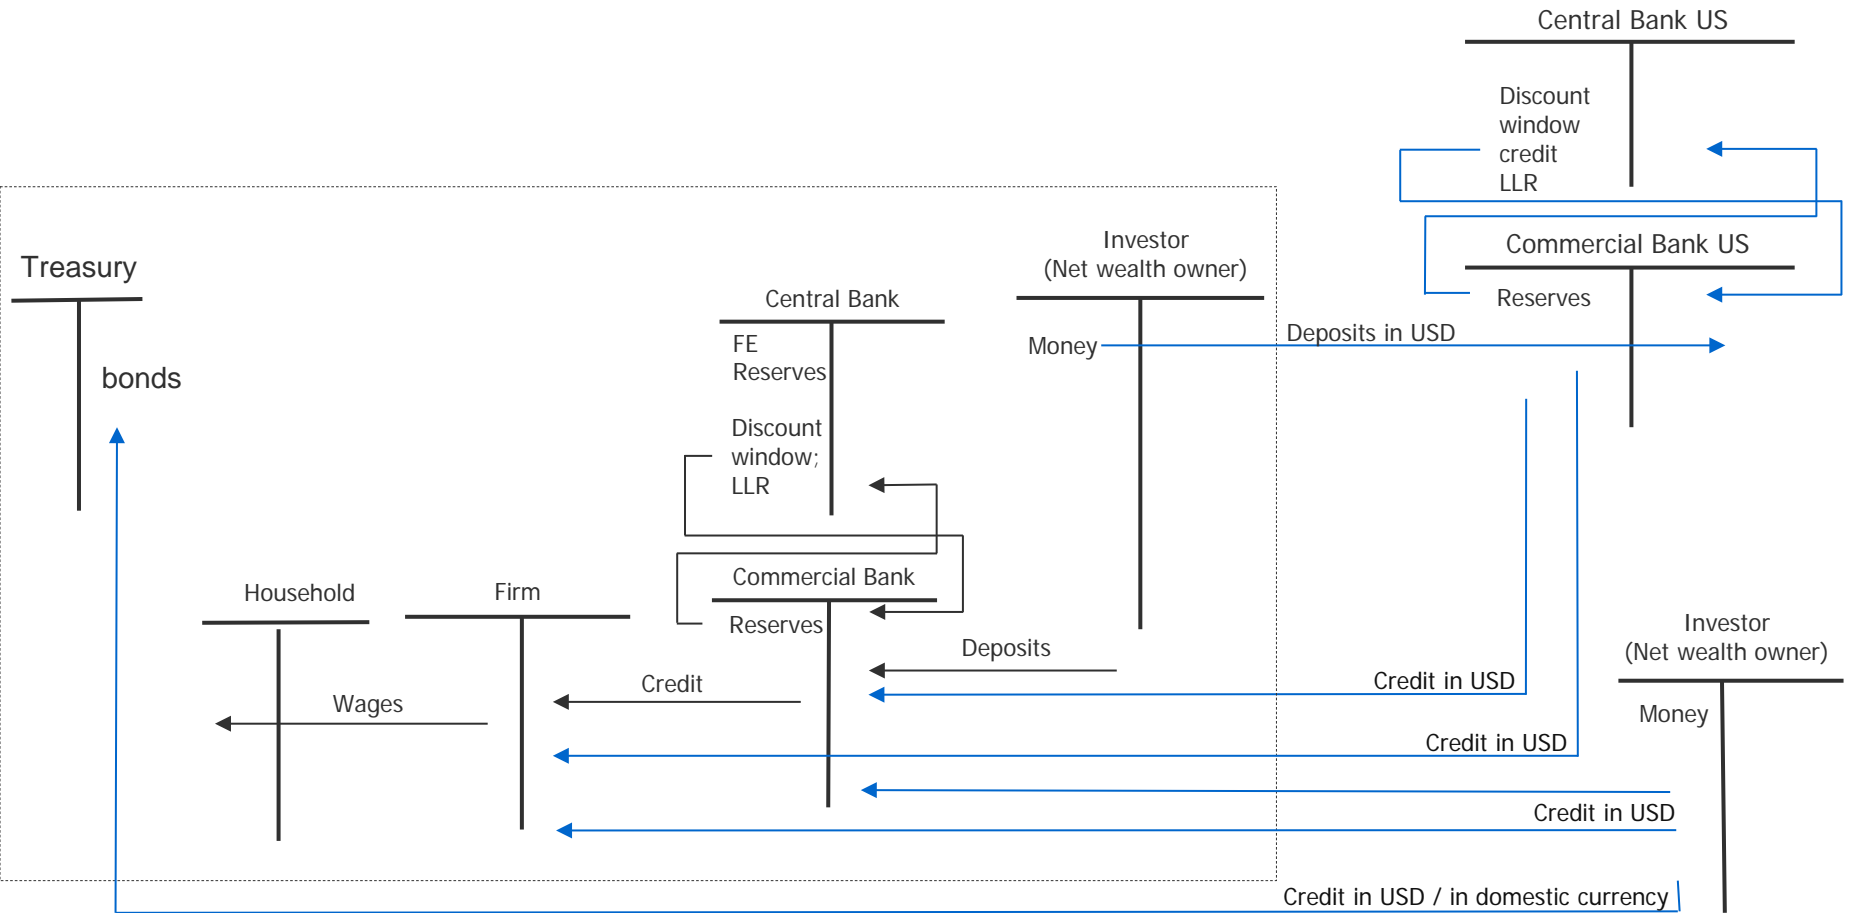 Central Bank US
Discount
window
credit
LLR
Commercial Bank US
Reserves
Investor
(Net wealth owner)
Money
Deposits in USD
Treasury
bonds
Central Bank
FE
Reserves
Discount
window;
LLR
Commercial Bank
Reserves
Household
Firm
Deposits
Credit
Wages
Credit in USD
Credit in USD
Investor
(Net wealth owner)
Money
Credit in USD
Credit in USD / in domestic currency